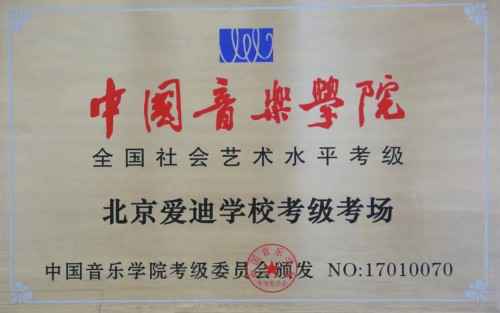 中国音樂學院
全国社会艺术水平考级
北京爱迪学校考级考场
中国音乐学院考级委员会颁发 NO:17010070